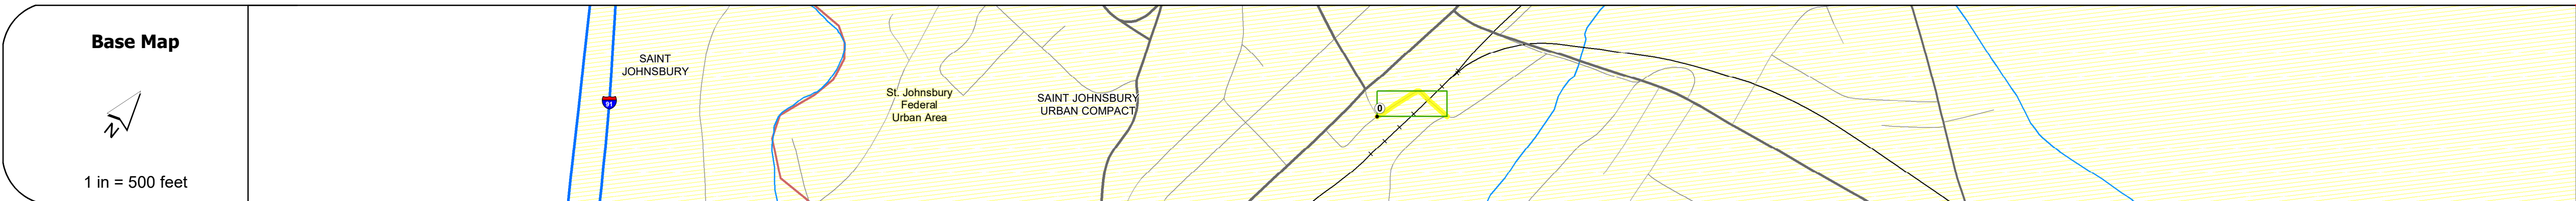 Base Map
N
1 in = 500 feet
SAINT
JOHNSBURY
91
St. Johnsbury
Federal
Urban Area
SAINT JOHNSBURY
URBAN COMPACT
0